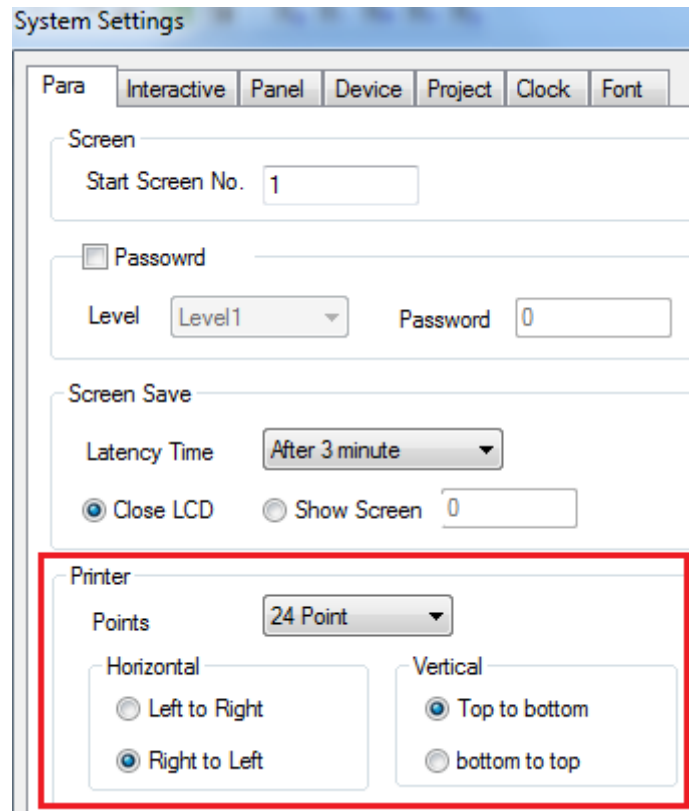 System Settings
Para Interactive Panel Device Project Clock Font
Screen
Start Screen No. 1
Passowrd
Level Level1 Password 0
Screen Save
Latency Time After 3 minute
Close LCD Show Screen 0
Printer
Points 24 Point
Horizontal Vertical
Left to Right Top to bottom
Right to Left bottom to top